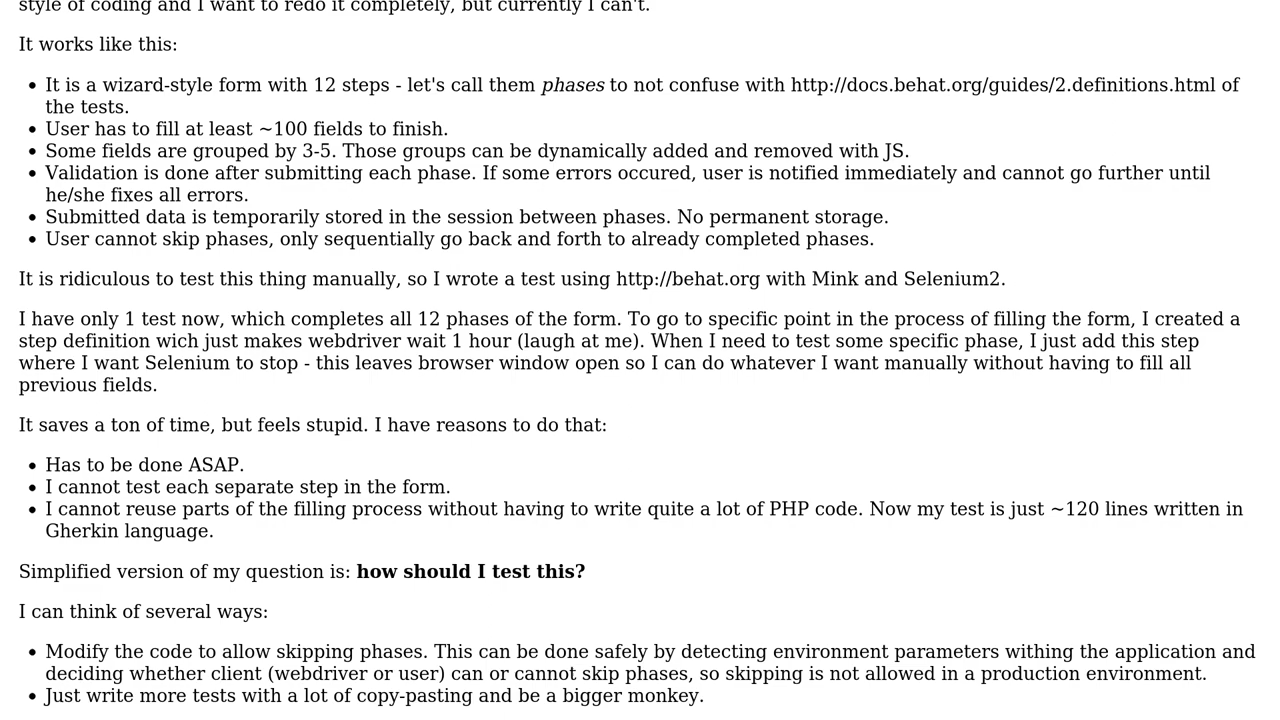 style of coding and I want to redo it completely, but currently I can't.
It works like this:
• It is a wizard-style form with 12 steps - let's call them phases to not confuse with http://docs.behat.org/guides/2.definitions.html of
the tests.
• User has to fill at least ~100 fields to finish.
• Some fields are grouped by 3-5. Those groups can be dynamically added and removed with JS.
• Validation is done after submitting each phase. If some errors occured, user is notified immediately and cannot go further until
he/she fixes all errors.
• Submitted data is temporarily stored in the session between phases. No permanent storage.
• User cannot skip phases, only sequentially go back and forth to already completed phases.
It is ridiculous to test this thing manually, so I wrote a test using http://behat.org with Mink and Selenium2.
I have only 1 test now, which completes all 12 phases of the form. To go to specific point in the process of filling the form, I created a
step definition wich just makes webdriver wait 1 hour (laugh at me). When I need to test some specific phase, I just add this step
where I want Selenium to stop - this leaves browser window open so I can do whatever I want manually without having to fill all
previous fields.
It saves a ton of time, but feels stupid. I have reasons to do that:
• Has to be done ASAP.
• I cannot test each separate step in the form.
• I cannot reuse parts of the filling process without having to write quite a lot of PHP code. Now my test is just ~120 lines written in
Gherkin language.
Simplified version of my question is: how should I test this?
I can think of several ways:
• Modify the code to allow skipping phases. This can be done safely by detecting environment parameters withing the application and
deciding whether client (webdriver or user) can or cannot skip phases, so skipping is not allowed in a production environment.
• Just write more tests with a lot of copy-pasting and be a bigger monkey.